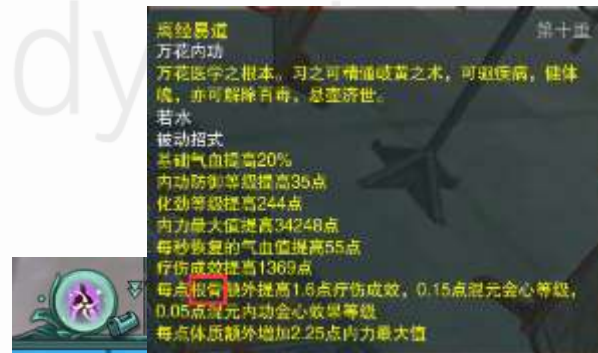 dy
离经易道 第十重
万花内功
万花医学之根本。习之可精通岐黄之术，可驱疾病，健体
魄，亦可解除百毒，悬壶济世。
若水
被动招式
基础气血提高20%
内功防御等级提高35点
化劲等级提高244点
内力最大值提高34248点
每秒恢复的气血值提高55点
疗伤成效提高1369点
每点根骨额外提高1.6点疗伤成效，0.15点混元会心等级，
0.05点混元内功会心效果等级
每点体质额外增加2.25点内力最大值